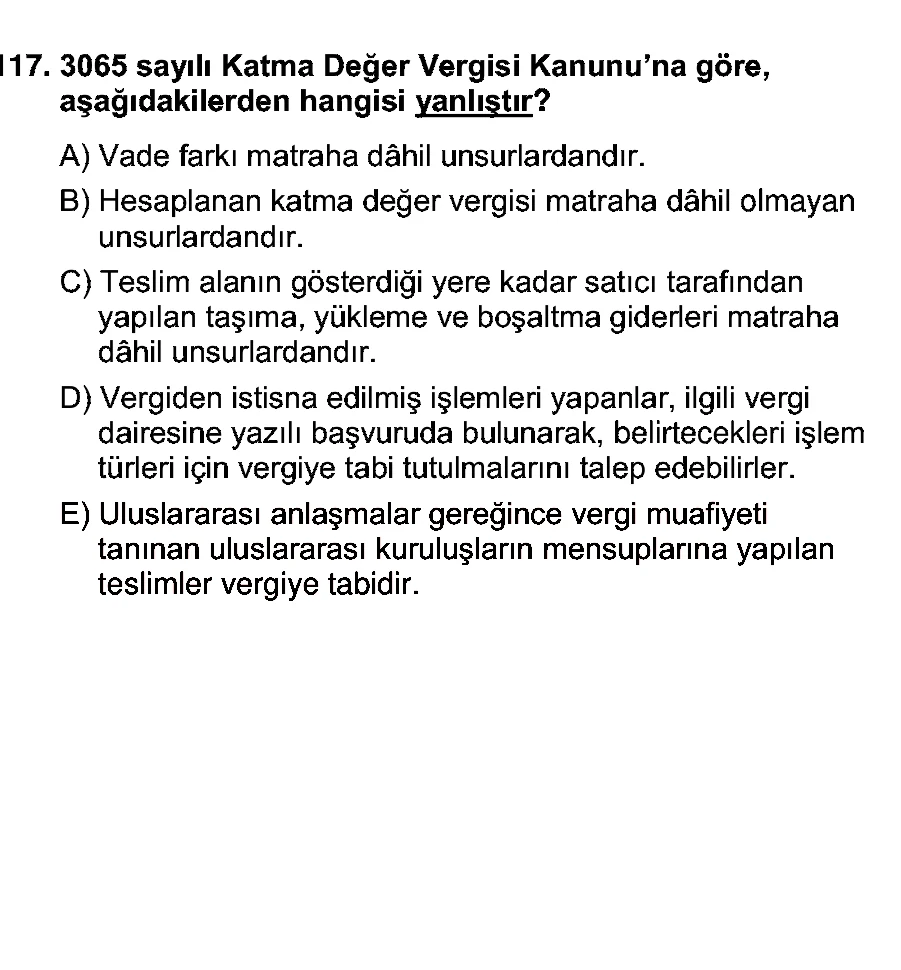 117. 3065 sayılı Katma Değer Vergisi Kanunu’na göre,
aşağıdakilerden hangisi yanlıştır?
A) Vade farkı matraha dâhil unsurlardandır.
B) Hesaplanan katma değer vergisi matraha dâhil olmayan
unsurlardandır.
C) Teslim alanın gösterdiği yere kadar satıcı tarafından
yapılan taşıma, yükleme ve boşaltma giderleri matraha
dâhil unsurlardandır.
D) Vergiden istisna edilmiş işlemleri yapanlar, ilgili vergi
dairesine yazılı başvuruda bulunarak, belirtecekleri işlem
türleri için vergiye tabi tutulmalarını talep edebilirler.
E) Uluslararası anlaşmalar gereğince vergi muafiyeti
tanınan uluslararası kuruluşların mensuplarına yapılan
teslimler vergiye tabidir.